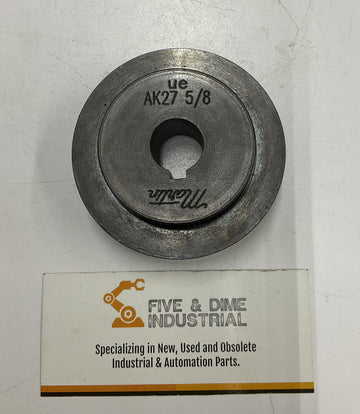 ue
AK27 5/8
Martin
FIVE & DIME
INDUSTRIAL
Specializing in New, Used and Obsolete
Industrial & Automation Parts.